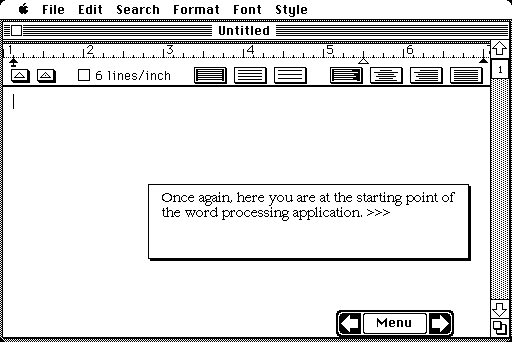 File Edit Search Format Font Style
Untitled
1 2 3 4 5 6 7
6 lines/inch
1
Once again, here you are at the starting point of
the word processing application. >>>
Menu